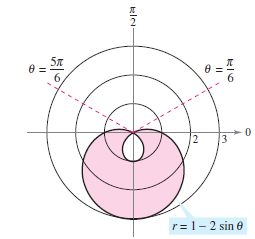 π/2
θ = 5π/6
θ = π/6
0
2
3
r = 1 – 2 sin θ